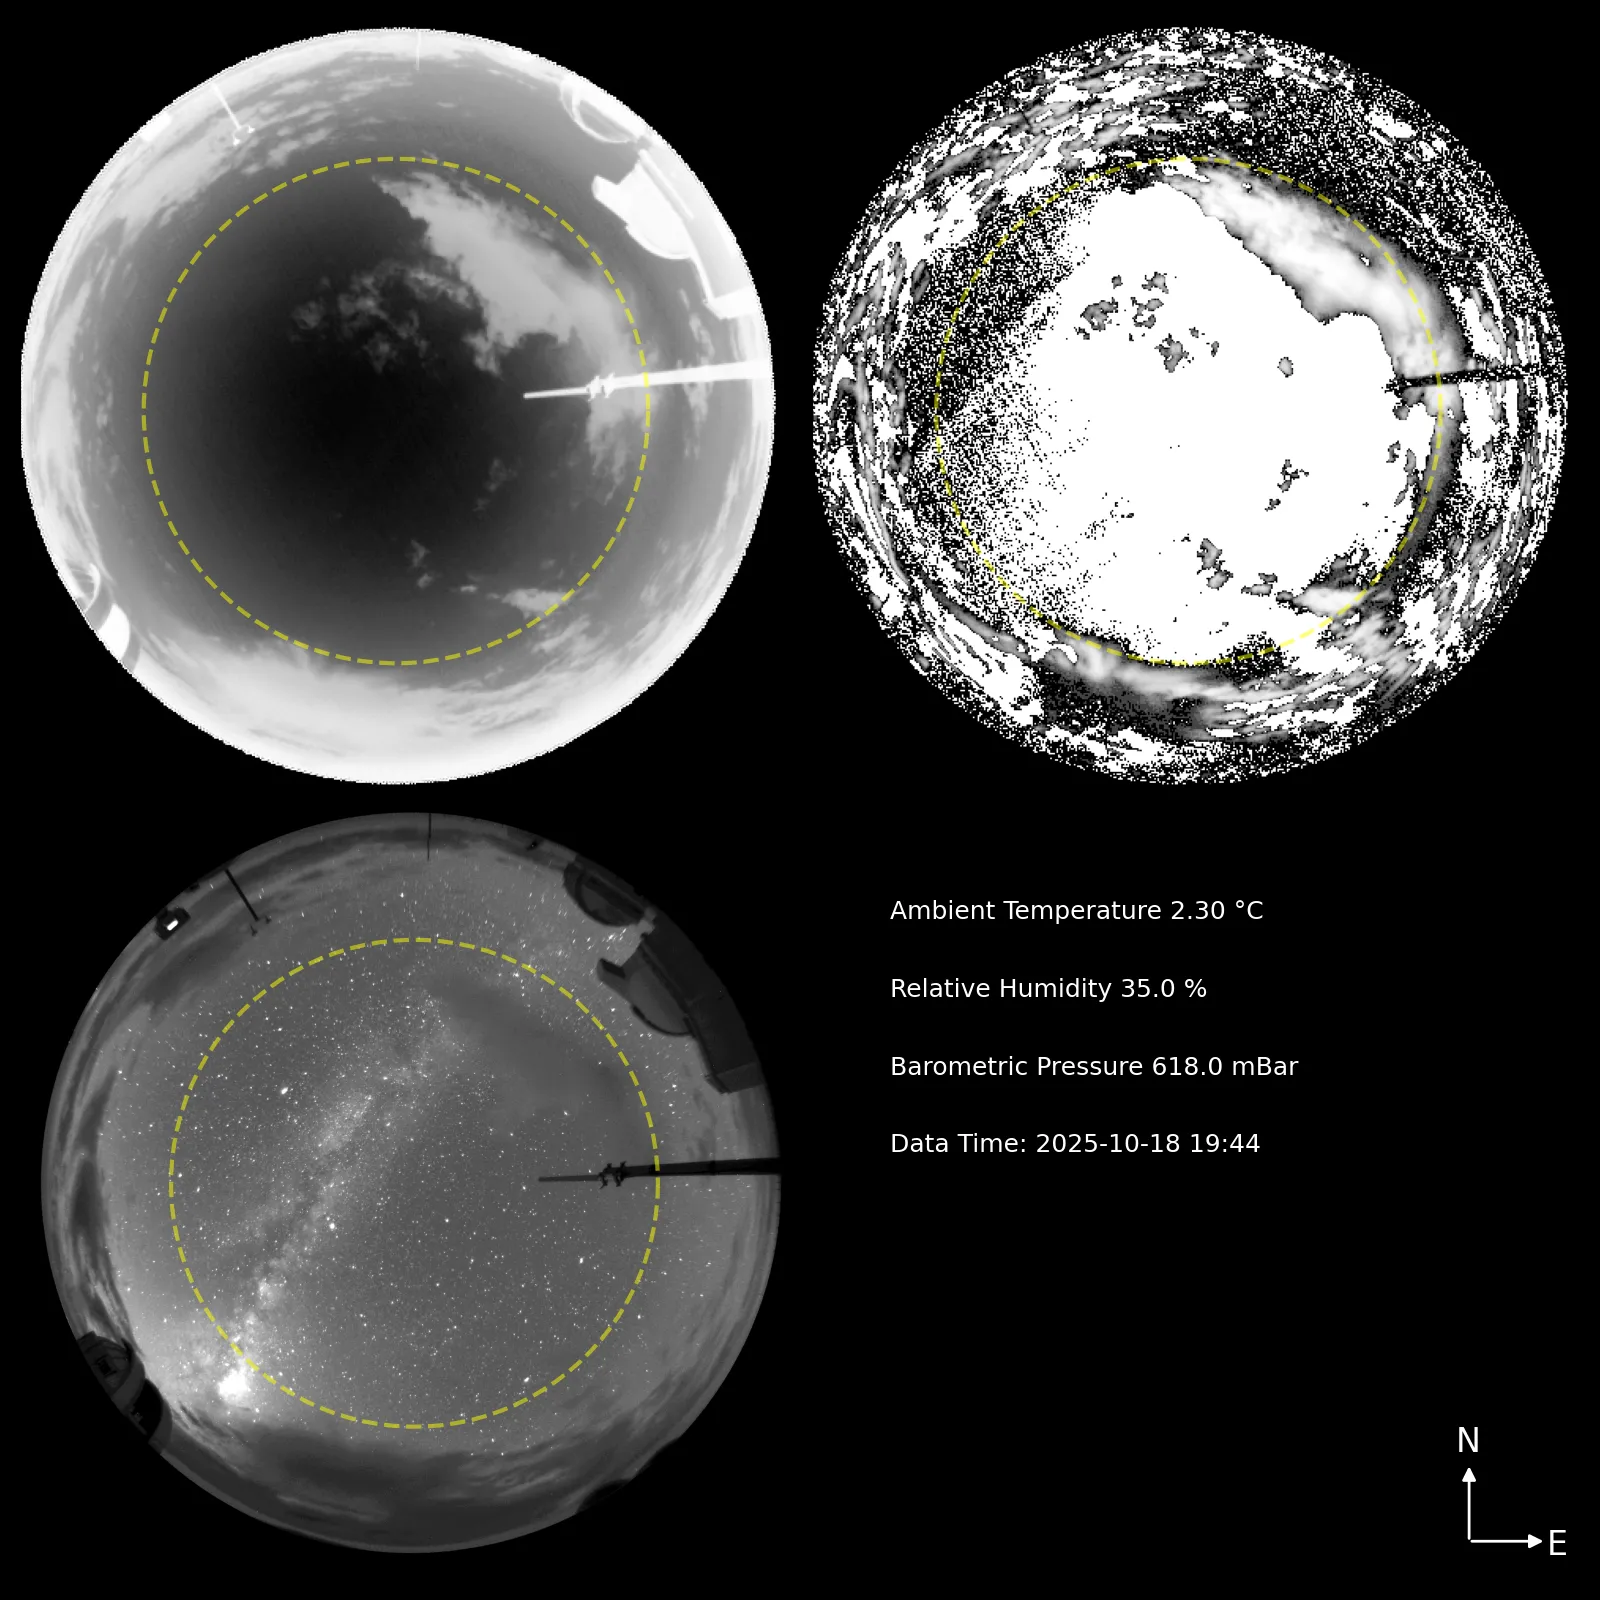 Ambient Temperature 2.30 °C
Relative Humidity 35.0 %
Barometric Pressure 618.0 mBar
Data Time: 2025-10-18 19:44
N
E